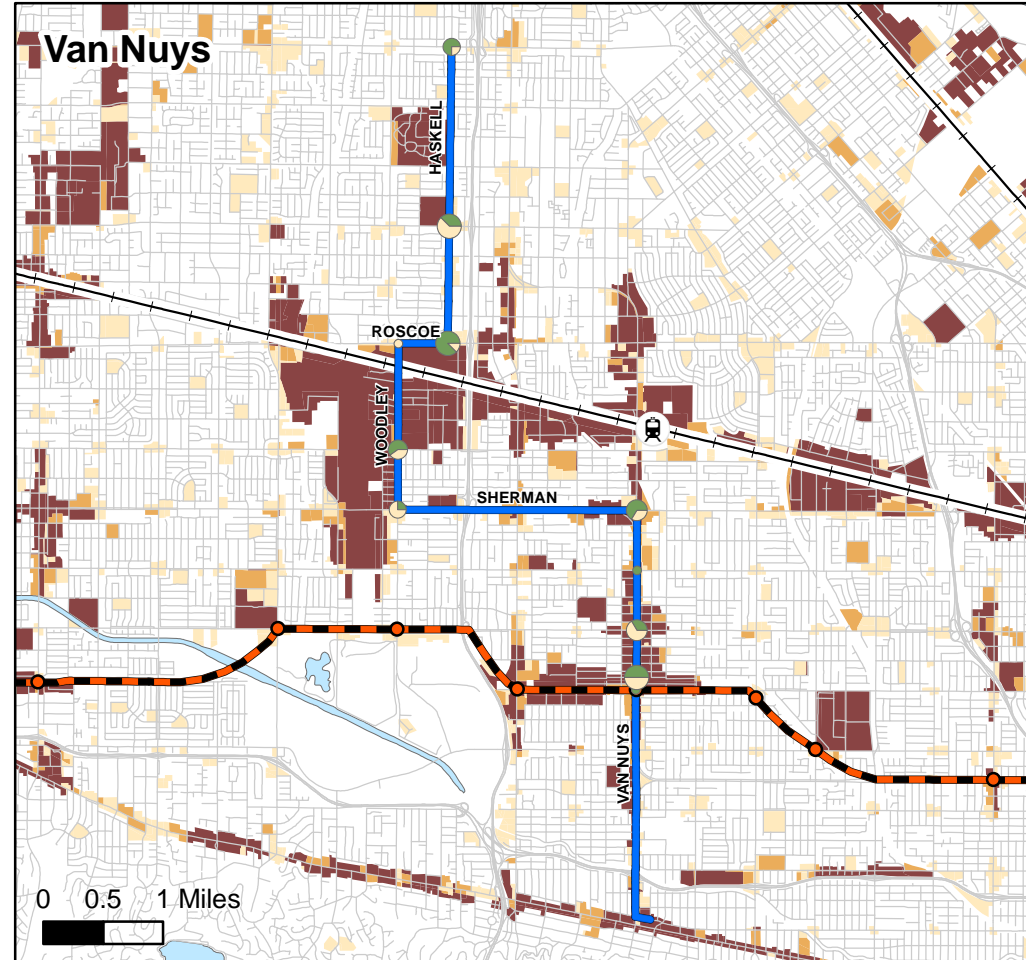 Van Nuys
HASKELL
ROSCOE
WOODLEY
SHERMAN
VAN NUYS
0 0.5 1 Miles